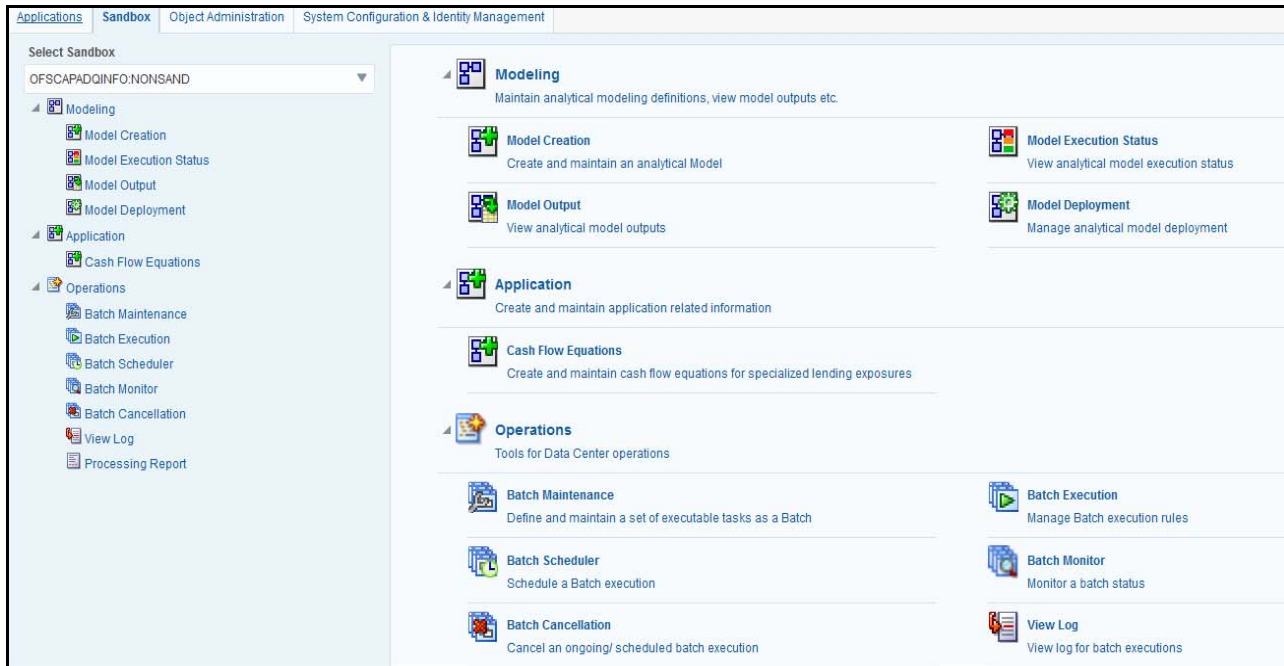 Applications Sandbox Object Administration System Configuration & Identity Management
Select Sandbox
OFSCAPADQINFO:NONSAND
Modeling
Model Creation
Model Execution Status
Model Output
Model Deployment
Application
Cash Flow Equations
Operations
Batch Maintenance
Batch Execution
Batch Scheduler
Batch Monitor
Batch Cancellation
View Log
Processing Report
Modeling
Maintain analytical modeling definitions, view model outputs etc.
Model Creation
Create and maintain an analytical Model
Model Execution Status
View analytical model execution status
Model Output
View analytical model outputs
Model Deployment
Manage analytical model deployment
Application
Create and maintain application related information
Cash Flow Equations
Create and maintain cash flow equations for specialized lending exposures
Operations
Tools for Data Center operations
Batch Maintenance
Define and maintain a set of executable tasks as a Batch
Batch Execution
Manage Batch execution rules
Batch Scheduler
Schedule a Batch execution
Batch Monitor
Monitor a batch status
Batch Cancellation
Cancel an ongoing/ scheduled batch execution
View Log
View log for batch executions